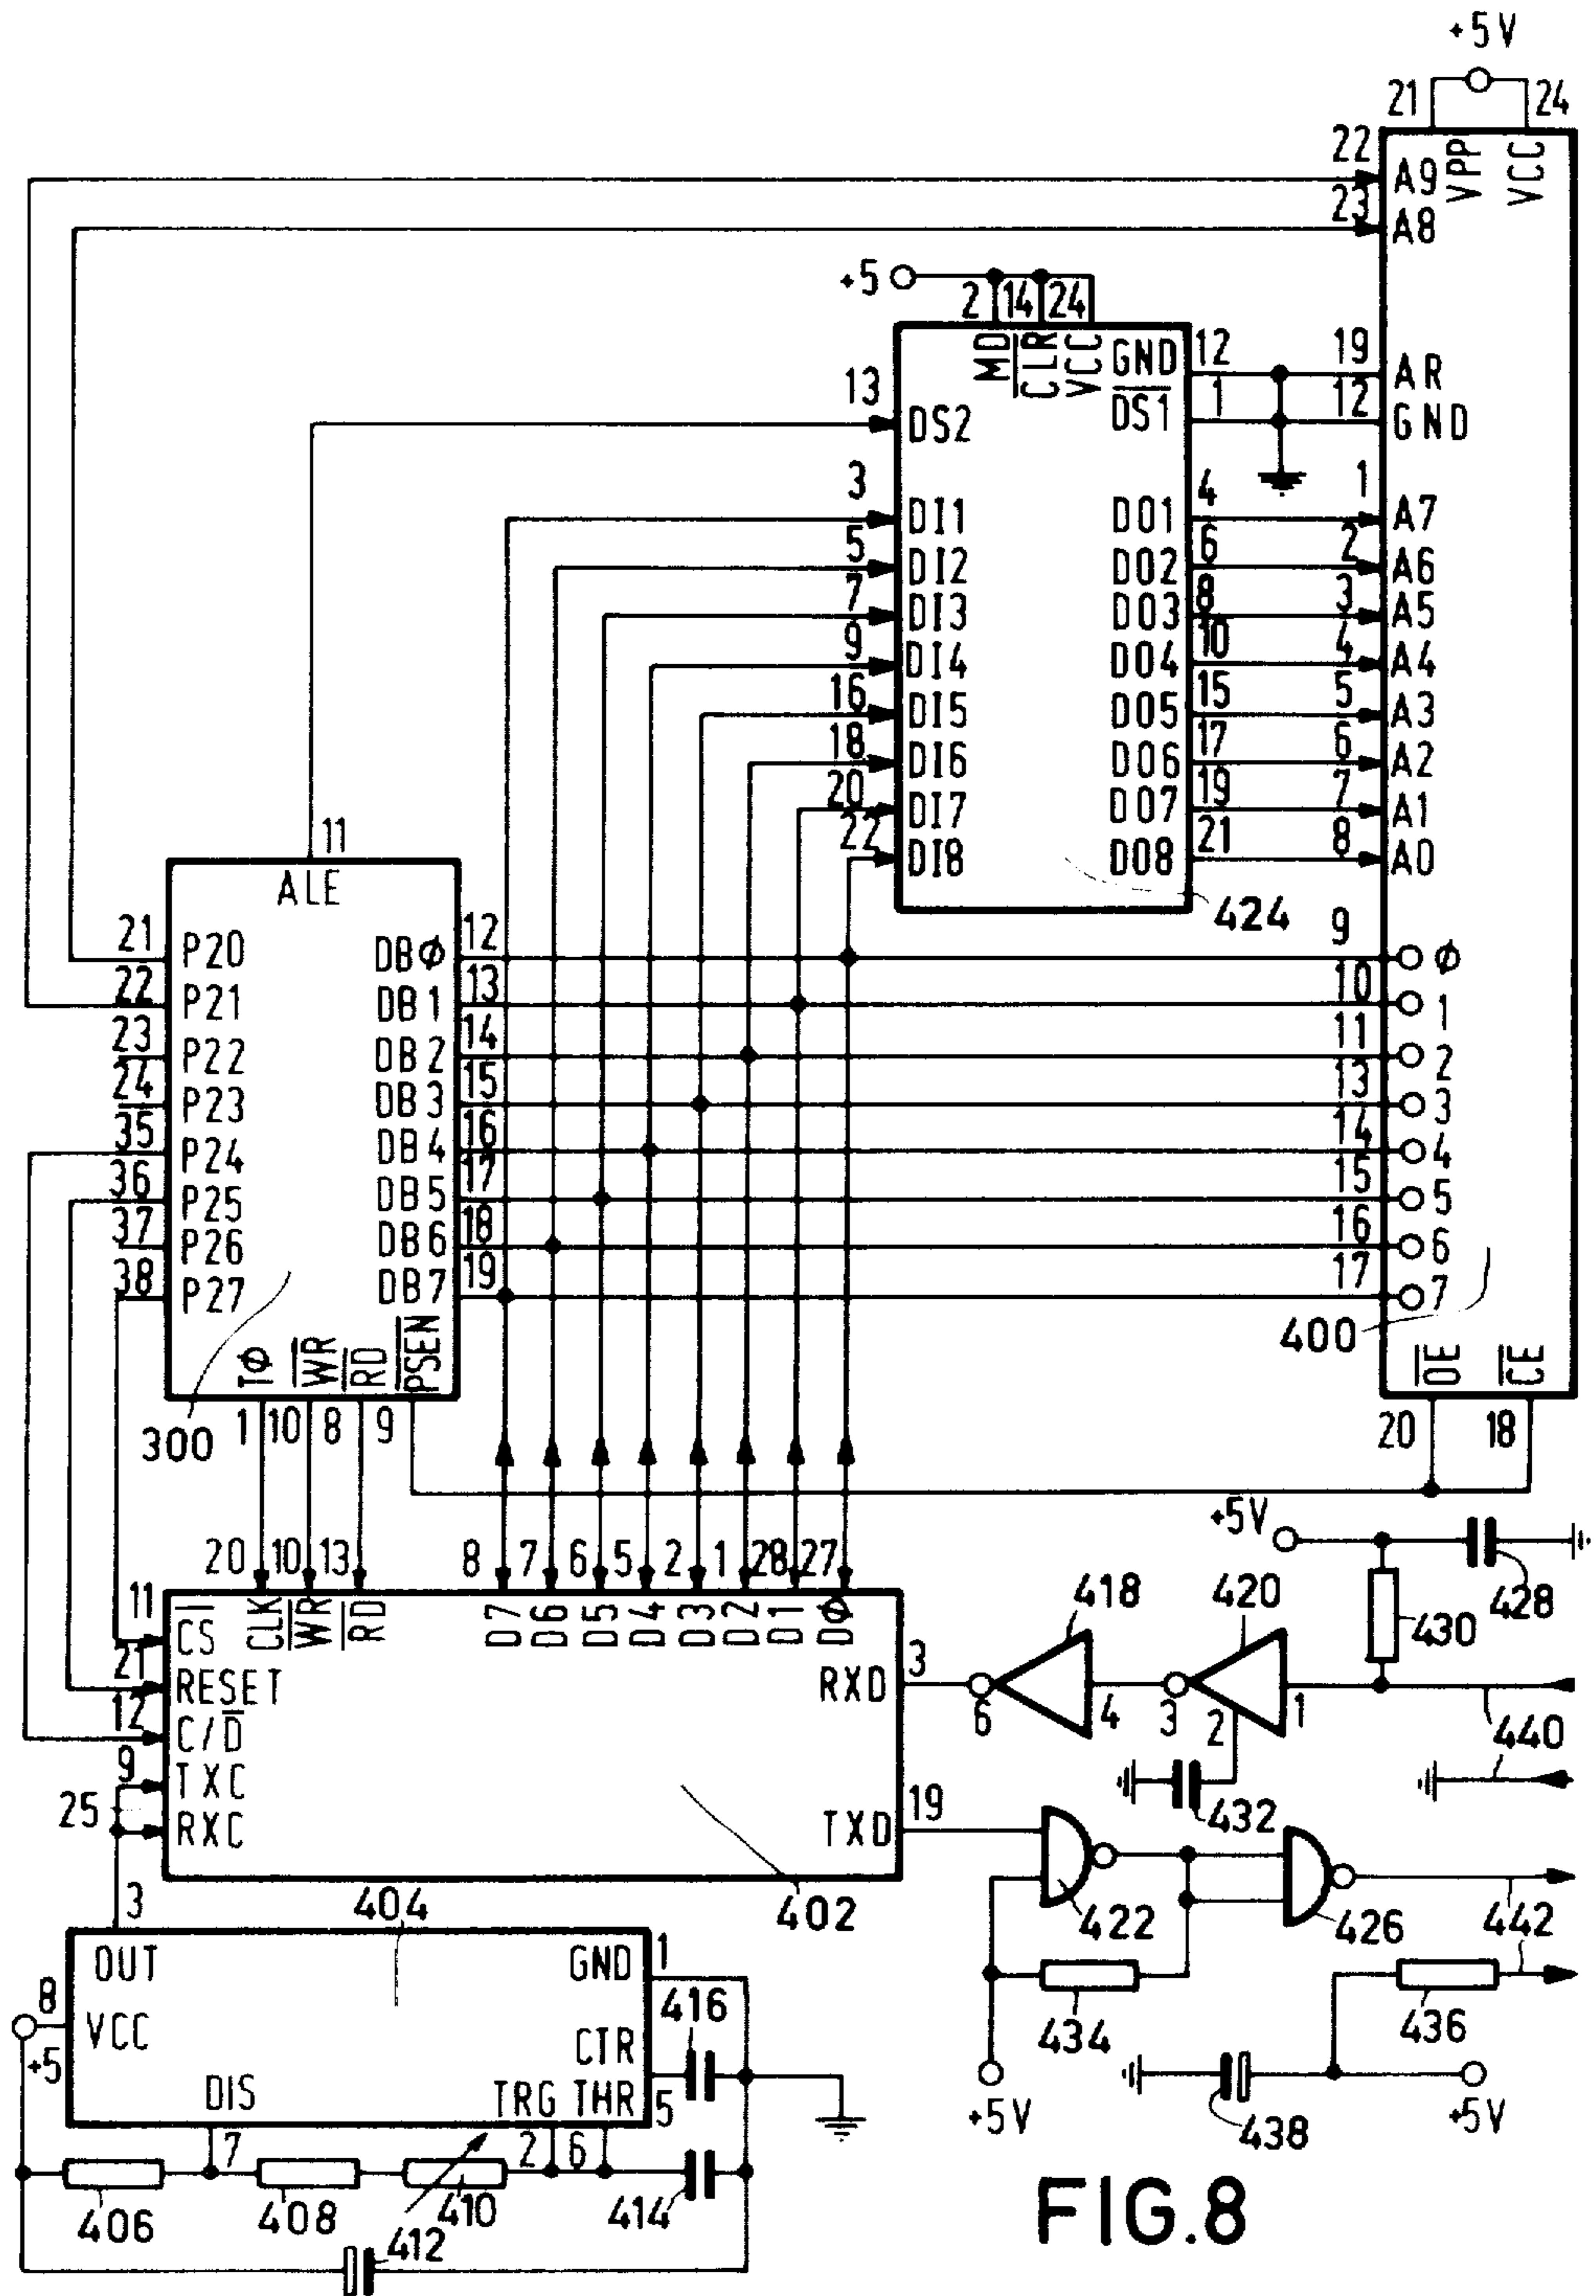 +5V
21 24
22 A9 VPP VCC
23 A8
+5 2 14 24
MD CLR VCC GND 12 19 AR
13 DS2 DS1 1 12 GND
3 DI1 DO1 4 1 A7
5 DI2 DO2 6 2 A6
7 DI3 DO3 8 3 A5
9 DI4 DO4 10 4 A4
16 DI5 DO5 15 5 A3
18 DI6 DO6 17 6 A2
20 DI7 DO7 19 7 A1
22 DI8 DO8 21 8 A0
424
11
ALE
21 P20 DBϕ 12 9 ϕ
22 P21 DB1 13 10 1
23 P22 DB2 14 11 2
24 P23 DB3 15 13 3
35 P24 DB4 16 14 4
36 P25 DB5 17 15 5
37 P26 DB6 18 16 6
38 P27 DB7 19 17 7
400
Tϕ W̅R̅ R̅D̅ P̅S̅E̅N̅ O̅E̅ C̅E̅
300 1 10 8 9 20 18
+5V
428
20 10 13 8 7 6 5 2 1 28 27
11 C̅S̅ CLK W̅R̅ R̅D̅ D7 D6 D5 D4 D3 D2 D1 Dϕ
418 420 430
21 RESET RXD 3 6 4 3 2 1
12 C/D̅ 440
9 TXC 432
25 RXC TXD 19
402 422 426 442
3 404
OUT GND 1
8 VCC 416 434 436
+5 CTR
DIS TRG THR 5 +5V 438 +5V
7 2 6
406 408 410 414
412
FIG.8